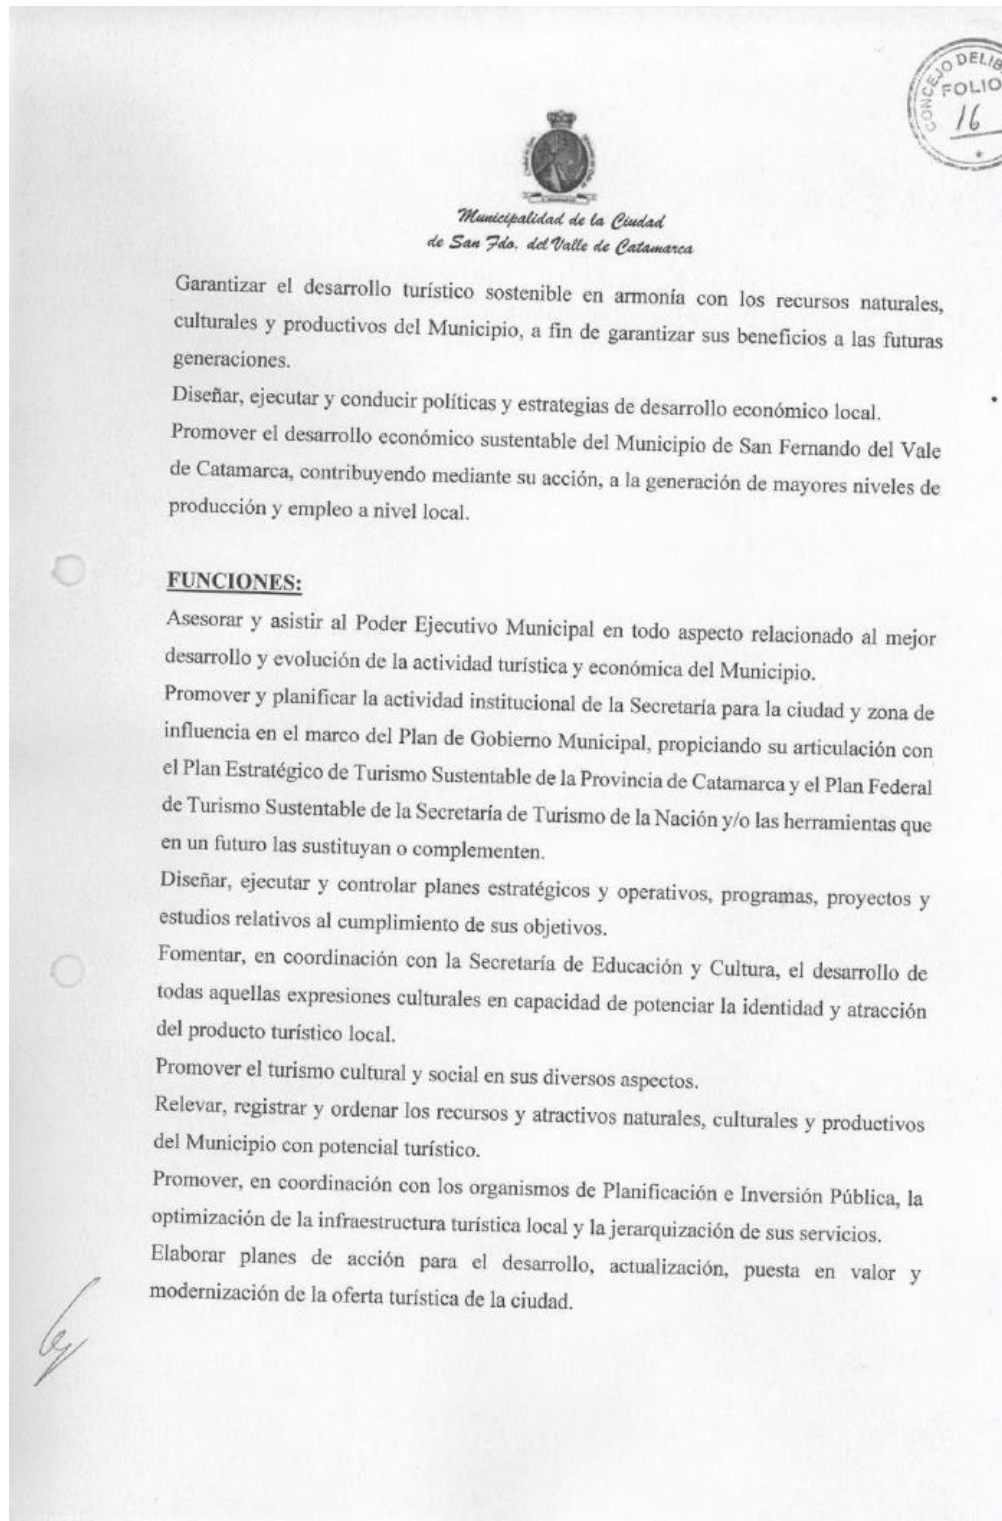 CONCEJO DELIB
FOLIO
16
Municipalidad de la Ciudad
de San Fdo. del Valle de Catamarca
Garantizar el desarrollo turístico sostenible en armonía con los recursos naturales,
culturales y productivos del Municipio, a fin de garantizar sus beneficios a las futuras
generaciones.
Diseñar, ejecutar y conducir políticas y estrategias de desarrollo económico local.
Promover el desarrollo económico sustentable del Municipio de San Fernando del Vale
de Catamarca, contribuyendo mediante su acción, a la generación de mayores niveles de
producción y empleo a nivel local.
FUNCIONES:
Asesorar y asistir al Poder Ejecutivo Municipal en todo aspecto relacionado al mejor
desarrollo y evolución de la actividad turística y económica del Municipio.
Promover y planificar la actividad institucional de la Secretaría para la ciudad y zona de
influencia en el marco del Plan de Gobierno Municipal, propiciando su articulación con
el Plan Estratégico de Turismo Sustentable de la Provincia de Catamarca y el Plan Federal
de Turismo Sustentable de la Secretaría de Turismo de la Nación y/o las herramientas que
en un futuro las sustituyan o complementen.
Diseñar, ejecutar y controlar planes estratégicos y operativos, programas, proyectos y
estudios relativos al cumplimiento de sus objetivos.
Fomentar, en coordinación con la Secretaría de Educación y Cultura, el desarrollo de
todas aquellas expresiones culturales en capacidad de potenciar la identidad y atracción
del producto turístico local.
Promover el turismo cultural y social en sus diversos aspectos.
Relevar, registrar y ordenar los recursos y atractivos naturales, culturales y productivos
del Municipio con potencial turístico.
Promover, en coordinación con los organismos de Planificación e Inversión Pública, la
optimización de la infraestructura turística local y la jerarquización de sus servicios.
Elaborar planes de acción para el desarrollo, actualización, puesta en valor y
modernización de la oferta turística de la ciudad.